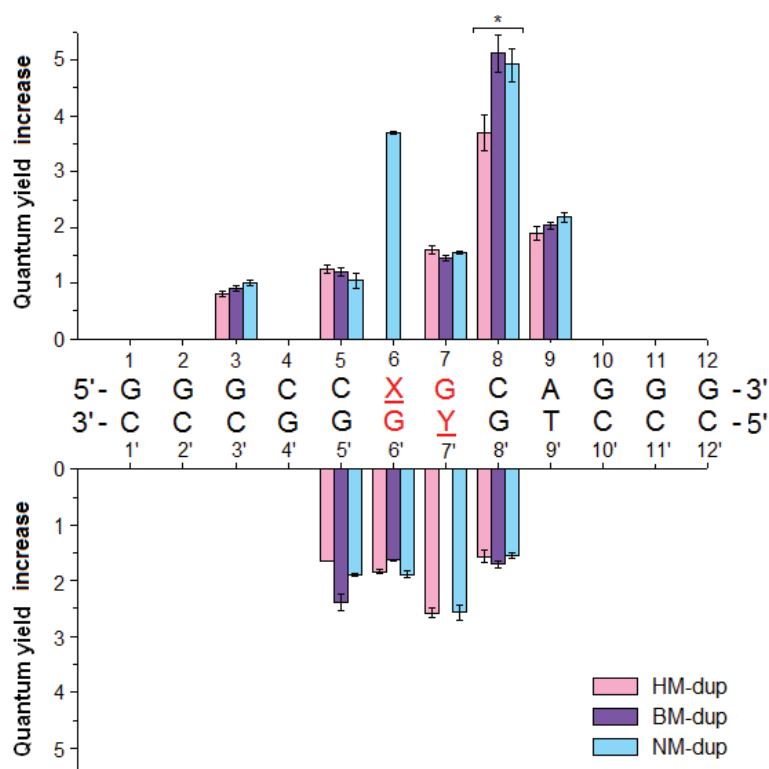 *
Quantum yield increase
5
4
3
2
1
0
1 2 3 4 5 6 7 8 9 10 11 12
5'- G G G C C X G C A G G G -3'
3'- C C C G G G Y G T C C C -5'
1' 2' 3' 4' 5' 6' 7' 8' 9' 10' 11' 12'
Quantum yield increase
0
1
2
3
4
5
HM-dup
BM-dup
NM-dup